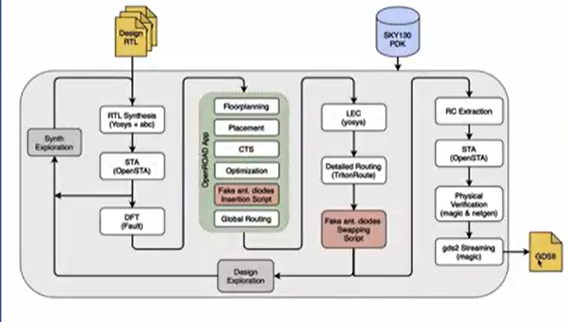 Design
RTL
SKY130
PDK
Synth
Exploration
RTL Synthesis
(Yosys + abc)
STA
(OpenSTA)
DFT
(Fault)
OpenROAD App
Floorplanning
Placement
CTS
Optimization
Fake ant. diodes
Insertion Script
Global Routing
LEC
(yosys)
Detailed Routing
(TritonRoute)
Fake ant. diodes
Swapping
Script
Design
Exploration
RC Extraction
STA
(OpenSTA)
Physical
Verification
(magic & netgen)
gds2 Streaming
(magic)
GDSII